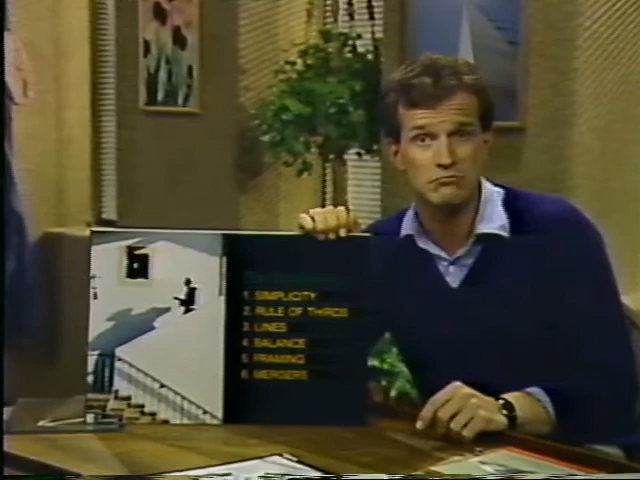 1. SIMPLICITY
2. RULE OF THIRDS
3. LINES
4. BALANCE
5. FRAMING
6. MERGERS